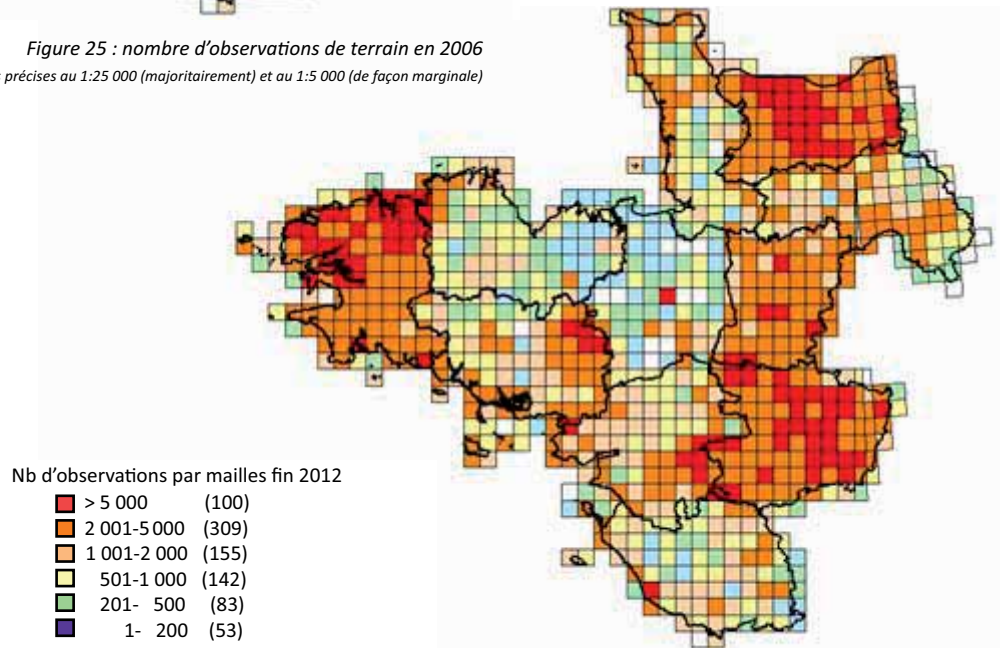 Figure 25 : nombre d’observations de terrain en 2006
précises au 1:25 000 (majoritairement) et au 1:5 000 (de façon marginale)
Nb d’observations par mailles fin 2012
> 5 000 (100)
2 001-5 000 (309)
1 001-2 000 (155)
501-1 000 (142)
201- 500 (83)
1- 200 (53)